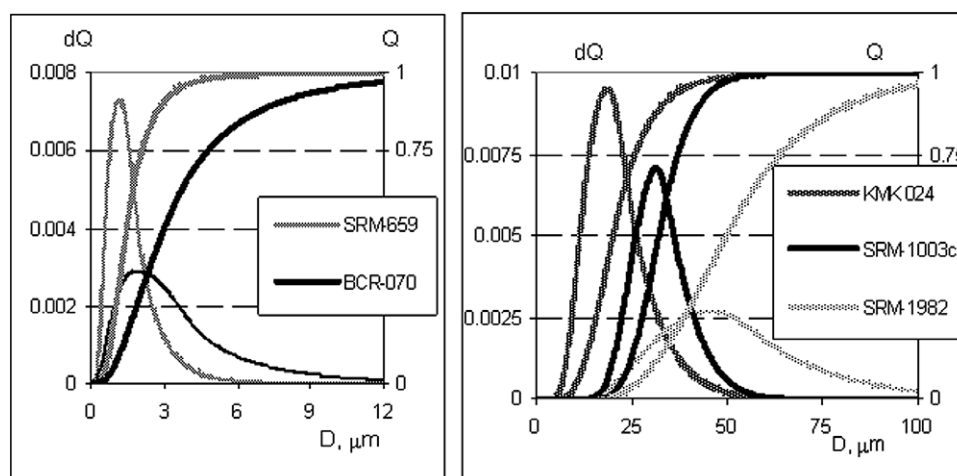 dQ Q
0.008 1
0.006 0.75
0.004
0.002
0 0
0 3 6 9 12
D, μm
SRM-659
BCR-070
dQ Q
0.01 1
0.0075 0.75
0.005
0.0025
0 0
0 25 50 75 100
D, μm
KMK 024
SRM-1003c
SRM-1982